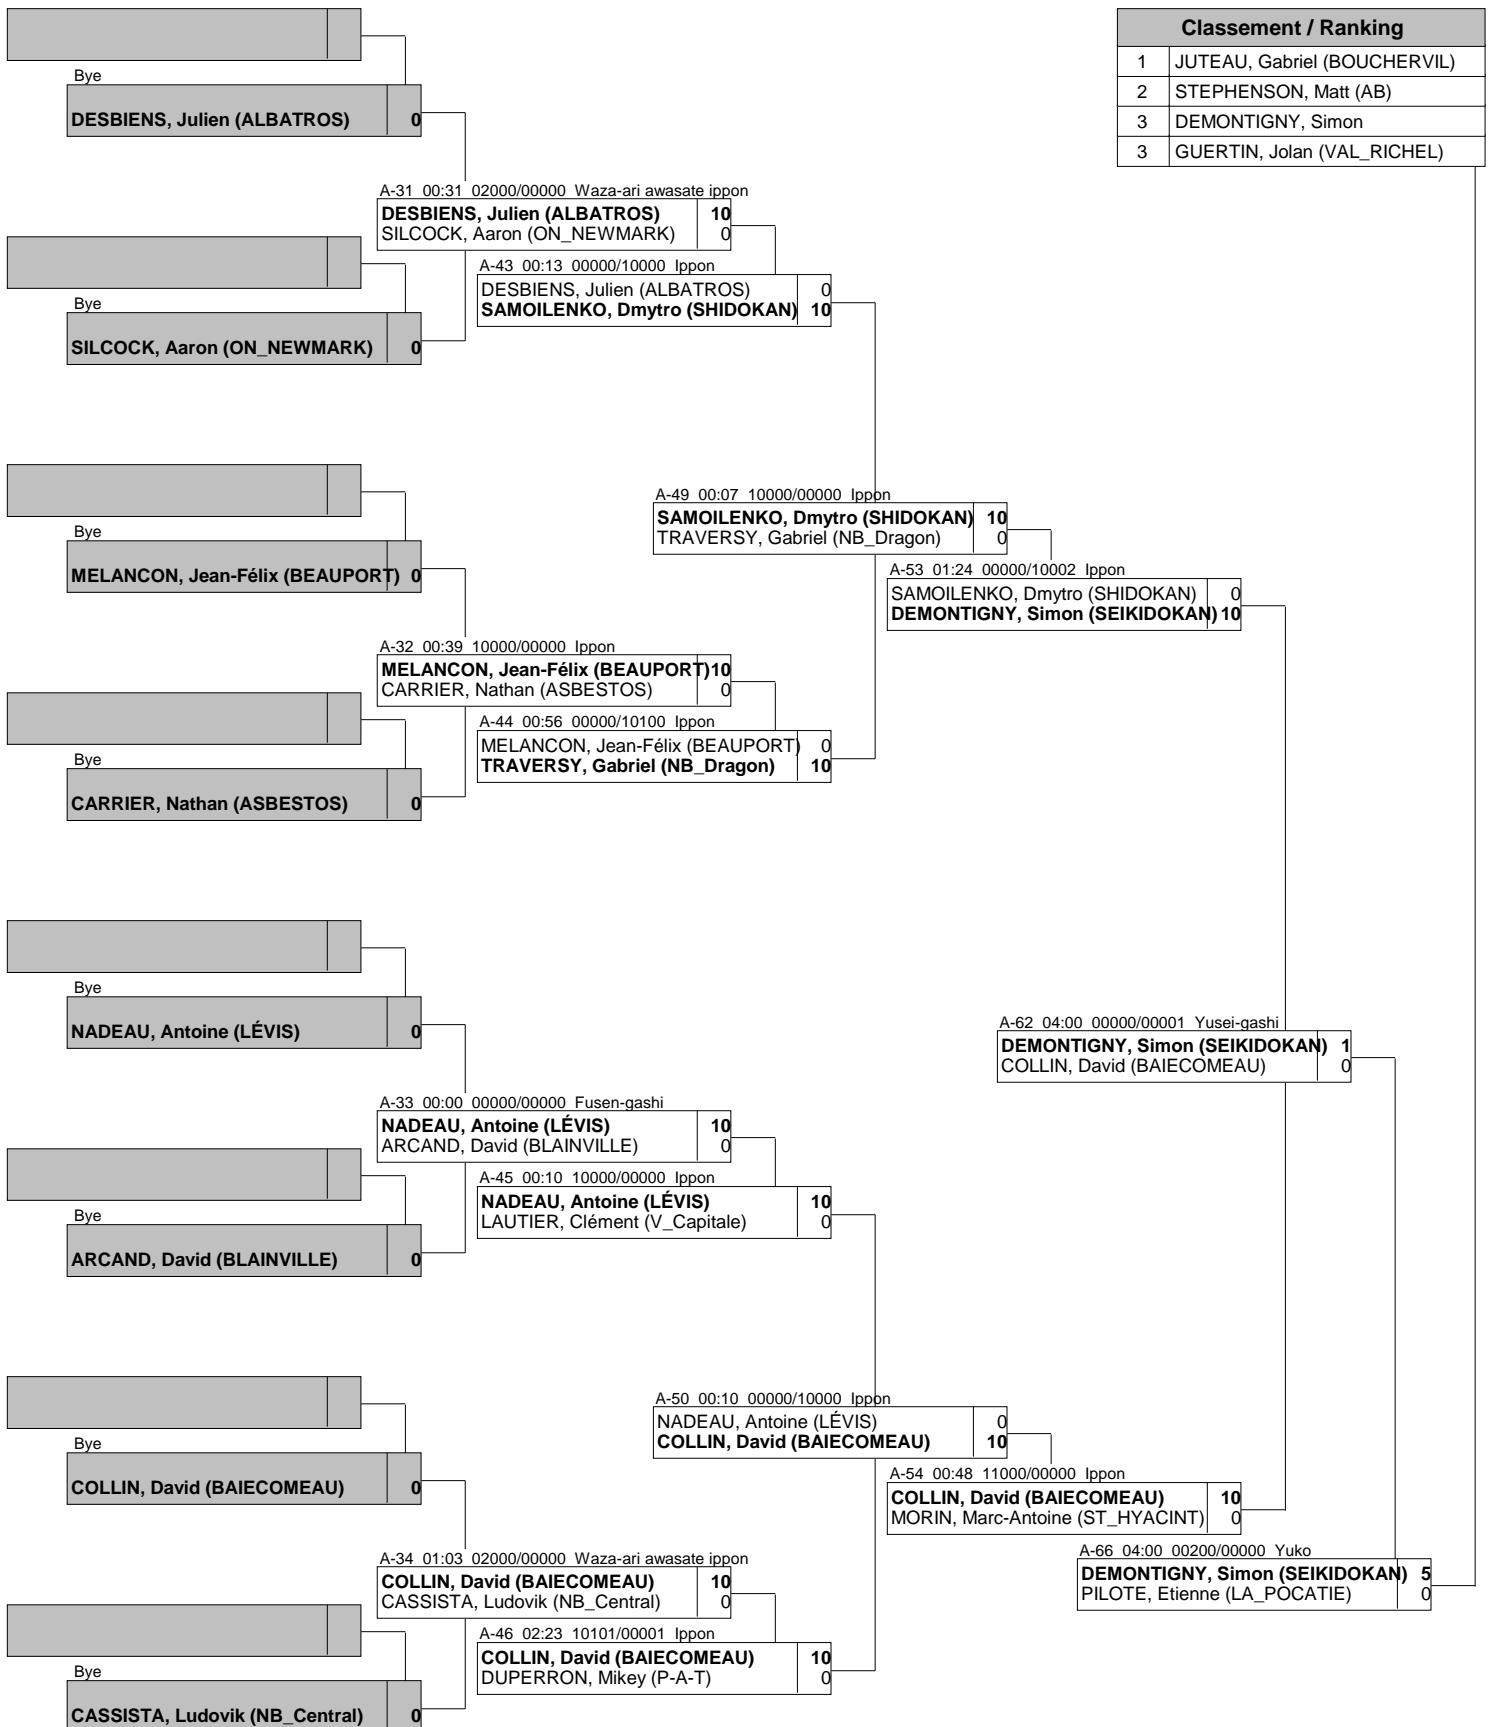 Classement / Ranking
1 JUTEAU, Gabriel (BOUCHERVIL)
2 STEPHENSON, Matt (AB)
3 DEMONTIGNY, Simon
3 GUERTIN, Jolan (VAL_RICHEL)
Bye
DESBIENS, Julien (ALBATROS) 0
A-31 00:31 02000/00000 Waza-ari awasate ippon
DESBIENS, Julien (ALBATROS) 10
SILCOCK, Aaron (ON_NEWMARK) 0
A-43 00:13 00000/10000 Ippon
DESBIENS, Julien (ALBATROS) 0
SAMOILENKO, Dmytro (SHIDOKAN) 10
Bye
SILCOCK, Aaron (ON_NEWMARK) 0
A-49 00:07 10000/00000 Ippon
SAMOILENKO, Dmytro (SHIDOKAN) 10
TRAVERSY, Gabriel (NB_Dragon) 0
Bye
MELANCON, Jean-Félix (BEAUPORT) 0
A-53 01:24 00000/10002 Ippon
SAMOILENKO, Dmytro (SHIDOKAN) 0
DEMONTIGNY, Simon (SEIKIDOKAN) 10
A-32 00:39 10000/00000 Ippon
MELANCON, Jean-Félix (BEAUPORT) 10
CARRIER, Nathan (ASBESTOS) 0
A-44 00:56 00000/10100 Ippon
MELANCON, Jean-Félix (BEAUPORT) 0
TRAVERSY, Gabriel (NB_Dragon) 10
Bye
CARRIER, Nathan (ASBESTOS) 0
Bye
NADEAU, Antoine (LÉVIS) 0
A-62 04:00 00000/00001 Yusei-gashi
DEMONTIGNY, Simon (SEIKIDOKAN) 1
COLLIN, David (BAIECOMEAU) 0
A-33 00:00 00000/00000 Fusen-gashi
NADEAU, Antoine (LÉVIS) 10
ARCAND, David (BLAINVILLE) 0
A-45 00:10 10000/00000 Ippon
NADEAU, Antoine (LÉVIS) 10
LAUTIER, Clément (V_Capitale) 0
Bye
ARCAND, David (BLAINVILLE) 0
A-50 00:10 00000/10000 Ippon
NADEAU, Antoine (LÉVIS) 0
COLLIN, David (BAIECOMEAU) 10
Bye
COLLIN, David (BAIECOMEAU) 0
A-54 00:48 11000/00000 Ippon
COLLIN, David (BAIECOMEAU) 10
MORIN, Marc-Antoine (ST_HYACINT) 0
A-66 04:00 00200/00000 Yuko
DEMONTIGNY, Simon (SEIKIDOKAN) 5
PILOTE, Etienne (LA_POCATIE) 0
A-34 01:03 02000/00000 Waza-ari awasate ippon
COLLIN, David (BAIECOMEAU) 10
CASSISTA, Ludovik (NB_Central) 0
A-46 02:23 10101/00001 Ippon
COLLIN, David (BAIECOMEAU) 10
DUPERRON, Mikey (P-A-T) 0
Bye
CASSISTA, Ludovik (NB_Central) 0